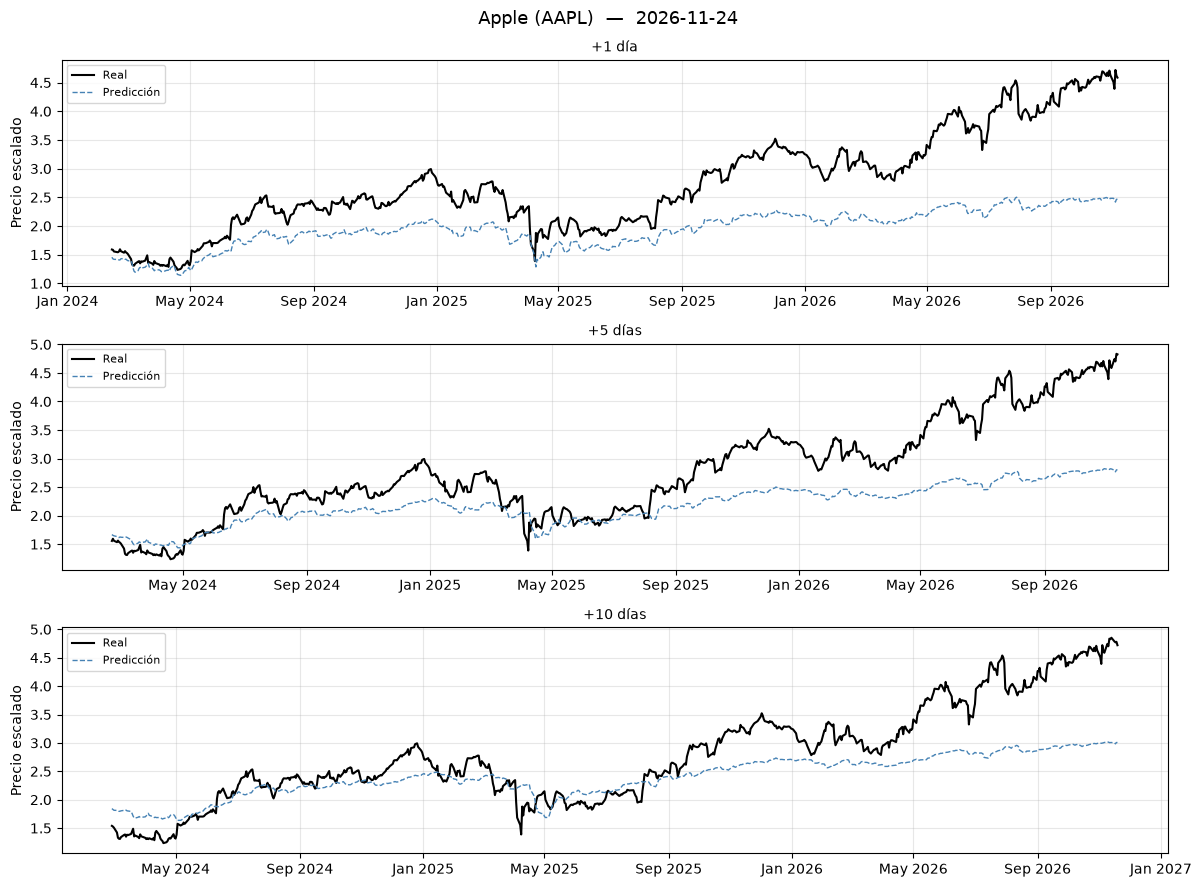 Apple (AAPL) — 2026-11-24
+1 día
Precio escalado
4.5
4.0
3.5
3.0
2.5
2.0
1.5
1.0
Real
Predicción
Jan 2024 May 2024 Sep 2024 Jan 2025 May 2025 Sep 2025 Jan 2026 May 2026 Sep 2026
+5 días
Precio escalado
5.0
4.5
4.0
3.5
3.0
2.5
2.0
1.5
Real
Predicción
May 2024 Sep 2024 Jan 2025 May 2025 Sep 2025 Jan 2026 May 2026 Sep 2026
+10 días
Precio escalado
5.0
4.5
4.0
3.5
3.0
2.5
2.0
1.5
Real
Predicción
May 2024 Sep 2024 Jan 2025 May 2025 Sep 2025 Jan 2026 May 2026 Sep 2026 Jan 2027